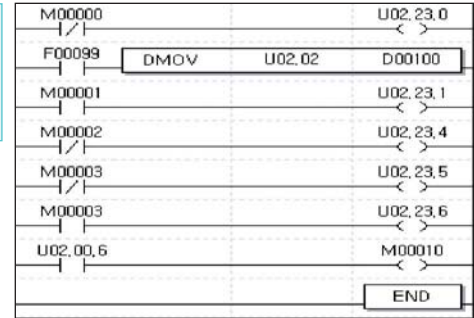 M00000 U02,23,0
F00099 DMOV U02,02 D00100
M00001 U02,23,1
M00002 U02,23,4
M00003 U02,23,5
M00003 U02,23,6
U02,00,6 M00010
END